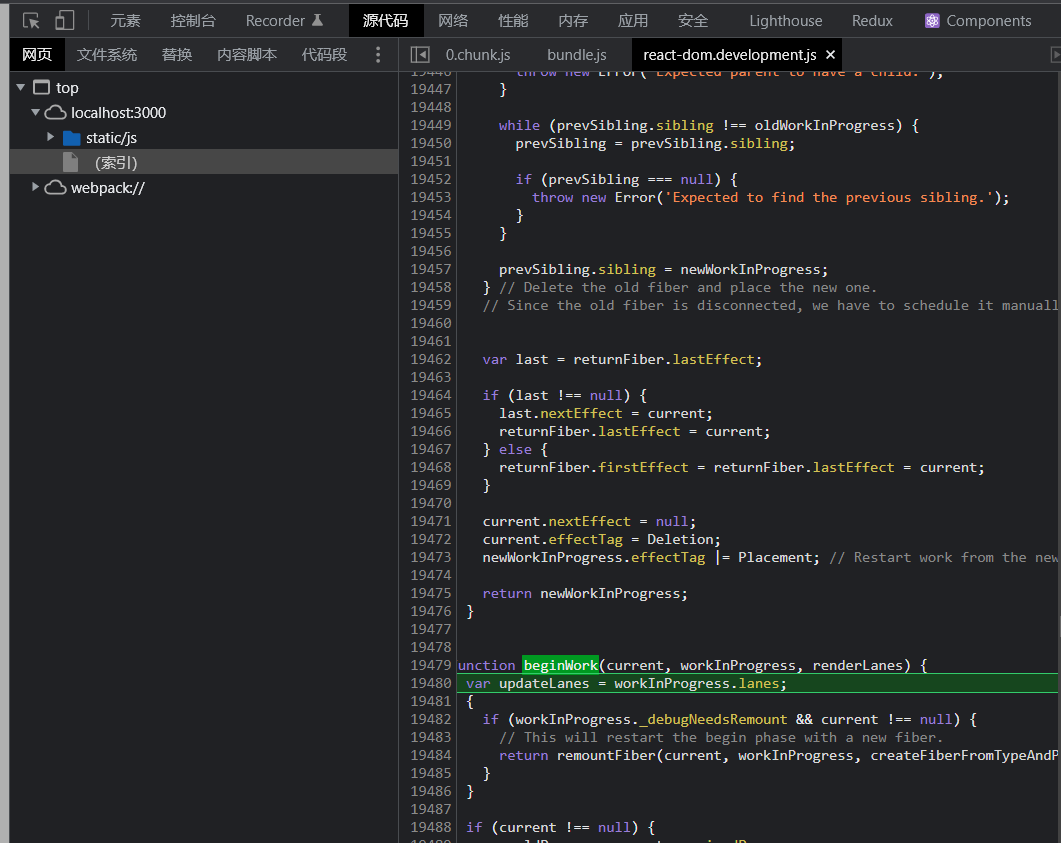 元素 控制台 Recorder 源代码 网络 性能 内存 应用 安全 Lighthouse Redux Components
网页 文件系统 替换 内容脚本 代码段 0.chunk.js bundle.js react-dom.development.js ×
top
localhost:3000
static/js
(索引)
webpack://
19446 throw new Error('Expected parent to have a child.');
19447 }
19448
19449 while (prevSibling.sibling !== oldWorkInProgress) {
19450 prevSibling = prevSibling.sibling;
19451
19452 if (prevSibling === null) {
19453 throw new Error('Expected to find the previous sibling.');
19454 }
19455 }
19456
19457 prevSibling.sibling = newWorkInProgress;
19458 } // Delete the old fiber and place the new one.
19459 // Since the old fiber is disconnected, we have to schedule it manuall
19460
19461
19462 var last = returnFiber.lastEffect;
19463
19464 if (last !== null) {
19465 last.nextEffect = current;
19466 returnFiber.lastEffect = current;
19467 } else {
19468 returnFiber.firstEffect = returnFiber.lastEffect = current;
19469 }
19470
19471 current.nextEffect = null;
19472 current.effectTag = Deletion;
19473 newWorkInProgress.effectTag |= Placement; // Restart work from the new
19474
19475 return newWorkInProgress;
19476 }
19477
19478
19479 unction beginWork(current, workInProgress, renderLanes) {
19480 var updateLanes = workInProgress.lanes;
19481 {
19482 if (workInProgress._debugNeedsRemount && current !== null) {
19483 // This will restart the begin phase with a new fiber.
19484 return remountFiber(current, workInProgress, createFiberFromTypeAndP
19485 }
19486 }
19487
19488 if (current !== null) {